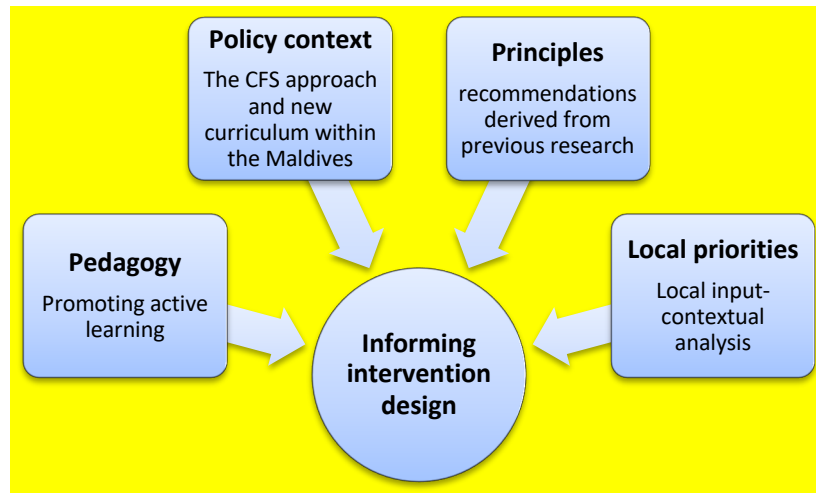 Policy context
The CFS approach
and new
curriculum within
the Maldives
Principles
recommendations
derived from
previous research
Pedagogy
Promoting active
learning
Local priorities
Local input-
contextual
analysis
Informing
intervention
design